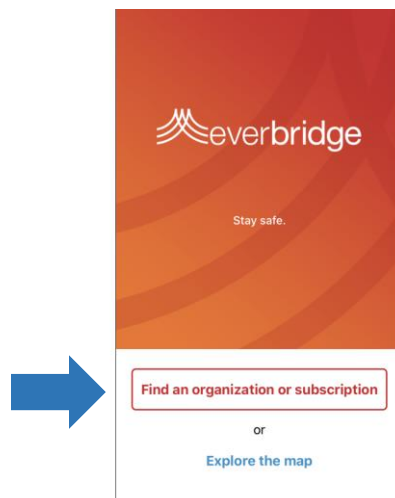 everbridge
Stay safe.
Find an organization or subscription
or
Explore the map